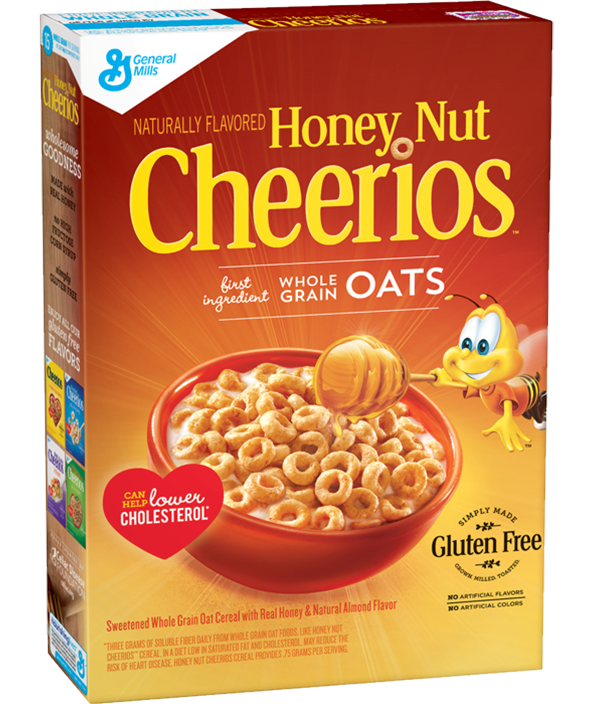 General
Mills
NATURALLY FLAVORED Honey Nut
Cheerios
first
ingredient
WHOLE
GRAIN
OATS
CAN
HELP lower
CHOLESTEROL*
SIMPLY MADE
Gluten Free
GROWN, MILLED, TOASTED
NO ARTIFICIAL FLAVORS
NO ARTIFICIAL COLORS
Sweetened Whole Grain Oat Cereal with Real Honey & Natural Almond Flavor
*THREE GRAMS OF SOLUBLE FIBER DAILY FROM WHOLE GRAIN OAT FOODS, LIKE HONEY NUT
CHEERIOS™ CEREAL, IN A DIET LOW IN SATURATED FAT AND CHOLESTEROL, MAY REDUCE THE
RISK OF HEART DISEASE. HONEY NUT CHEERIOS CEREAL PROVIDES .75 GRAMS PER SERVING.
15
Honey Nut
Cheerios
wholesome
GOODNESS
MADE with
REAL HONEY
no HIGH
FRUCTOSE
CORN SYRUP
simply
GLUTEN FREE
ENJOY ALL OUR
gluten free
FLAVORS
Cheerios
Cheerios
Cheerios
Cheerios